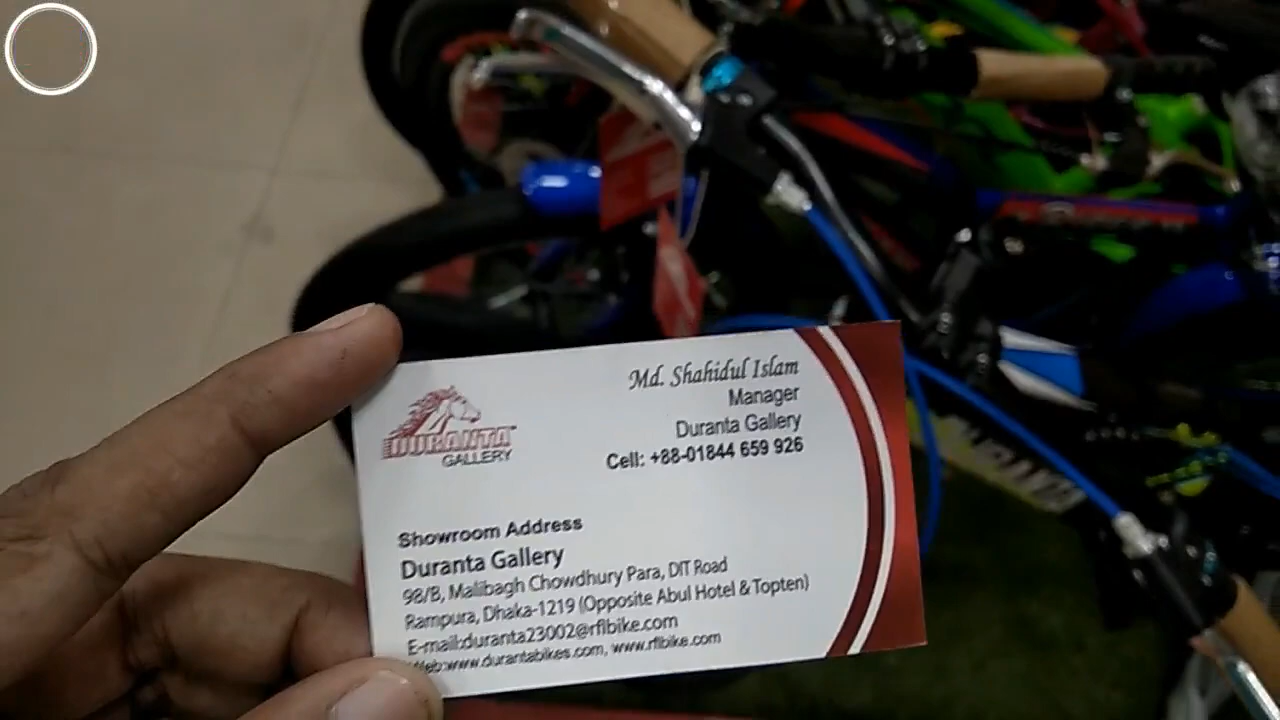 DURANTA
GALLERY
Md. Shahidul Islam
Manager
Duranta Gallery
Cell: +88-01844 659 926
Showroom Address
Duranta Gallery
98/B, Malibagh Chowdhury Para, DIT Road
Rampura, Dhaka-1219 (Opposite Abul Hotel & Topten)
E-mail:duranta23002@rflbike.com
Web:www.durantabikes.com, www.rflbike.com